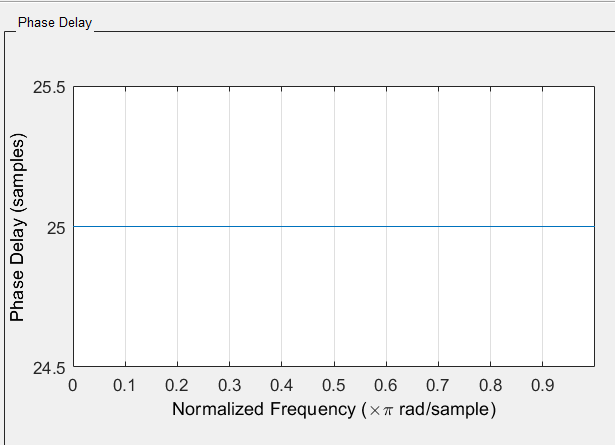 Phase Delay
25.5
25
24.5
Phase Delay (samples)
0 0.1 0.2 0.3 0.4 0.5 0.6 0.7 0.8 0.9
Normalized Frequency (×π rad/sample)